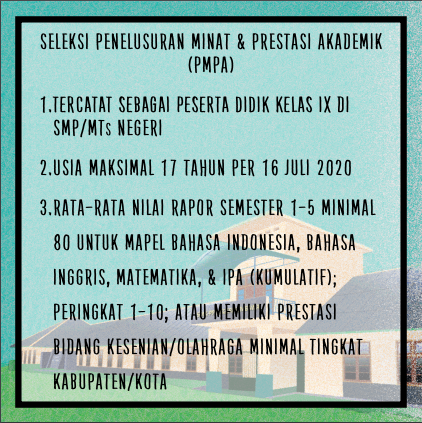 SELEKSI PENELUSURAN MINAT & PRESTASI AKADEMIK
(PMPA)
1.TERCATAT SEBAGAI PESERTA DIDIK KELAS IX DI
SMP/MTs NEGERI
2.USIA MAKSIMAL 17 TAHUN PER 16 JULI 2020
3.RATA-RATA NILAI RAPOR SEMESTER 1-5 MINIMAL
80 UNTUK MAPEL BAHASA INDONESIA, BAHASA
INGGRIS, MATEMATIKA, & IPA (KUMULATIF);
PERINGKAT 1-10; ATAU MEMILIKI PRESTASI
BIDANG KESENIAN/OLAHRAGA MINIMAL TINGKAT
KABUPATEN/KOTA